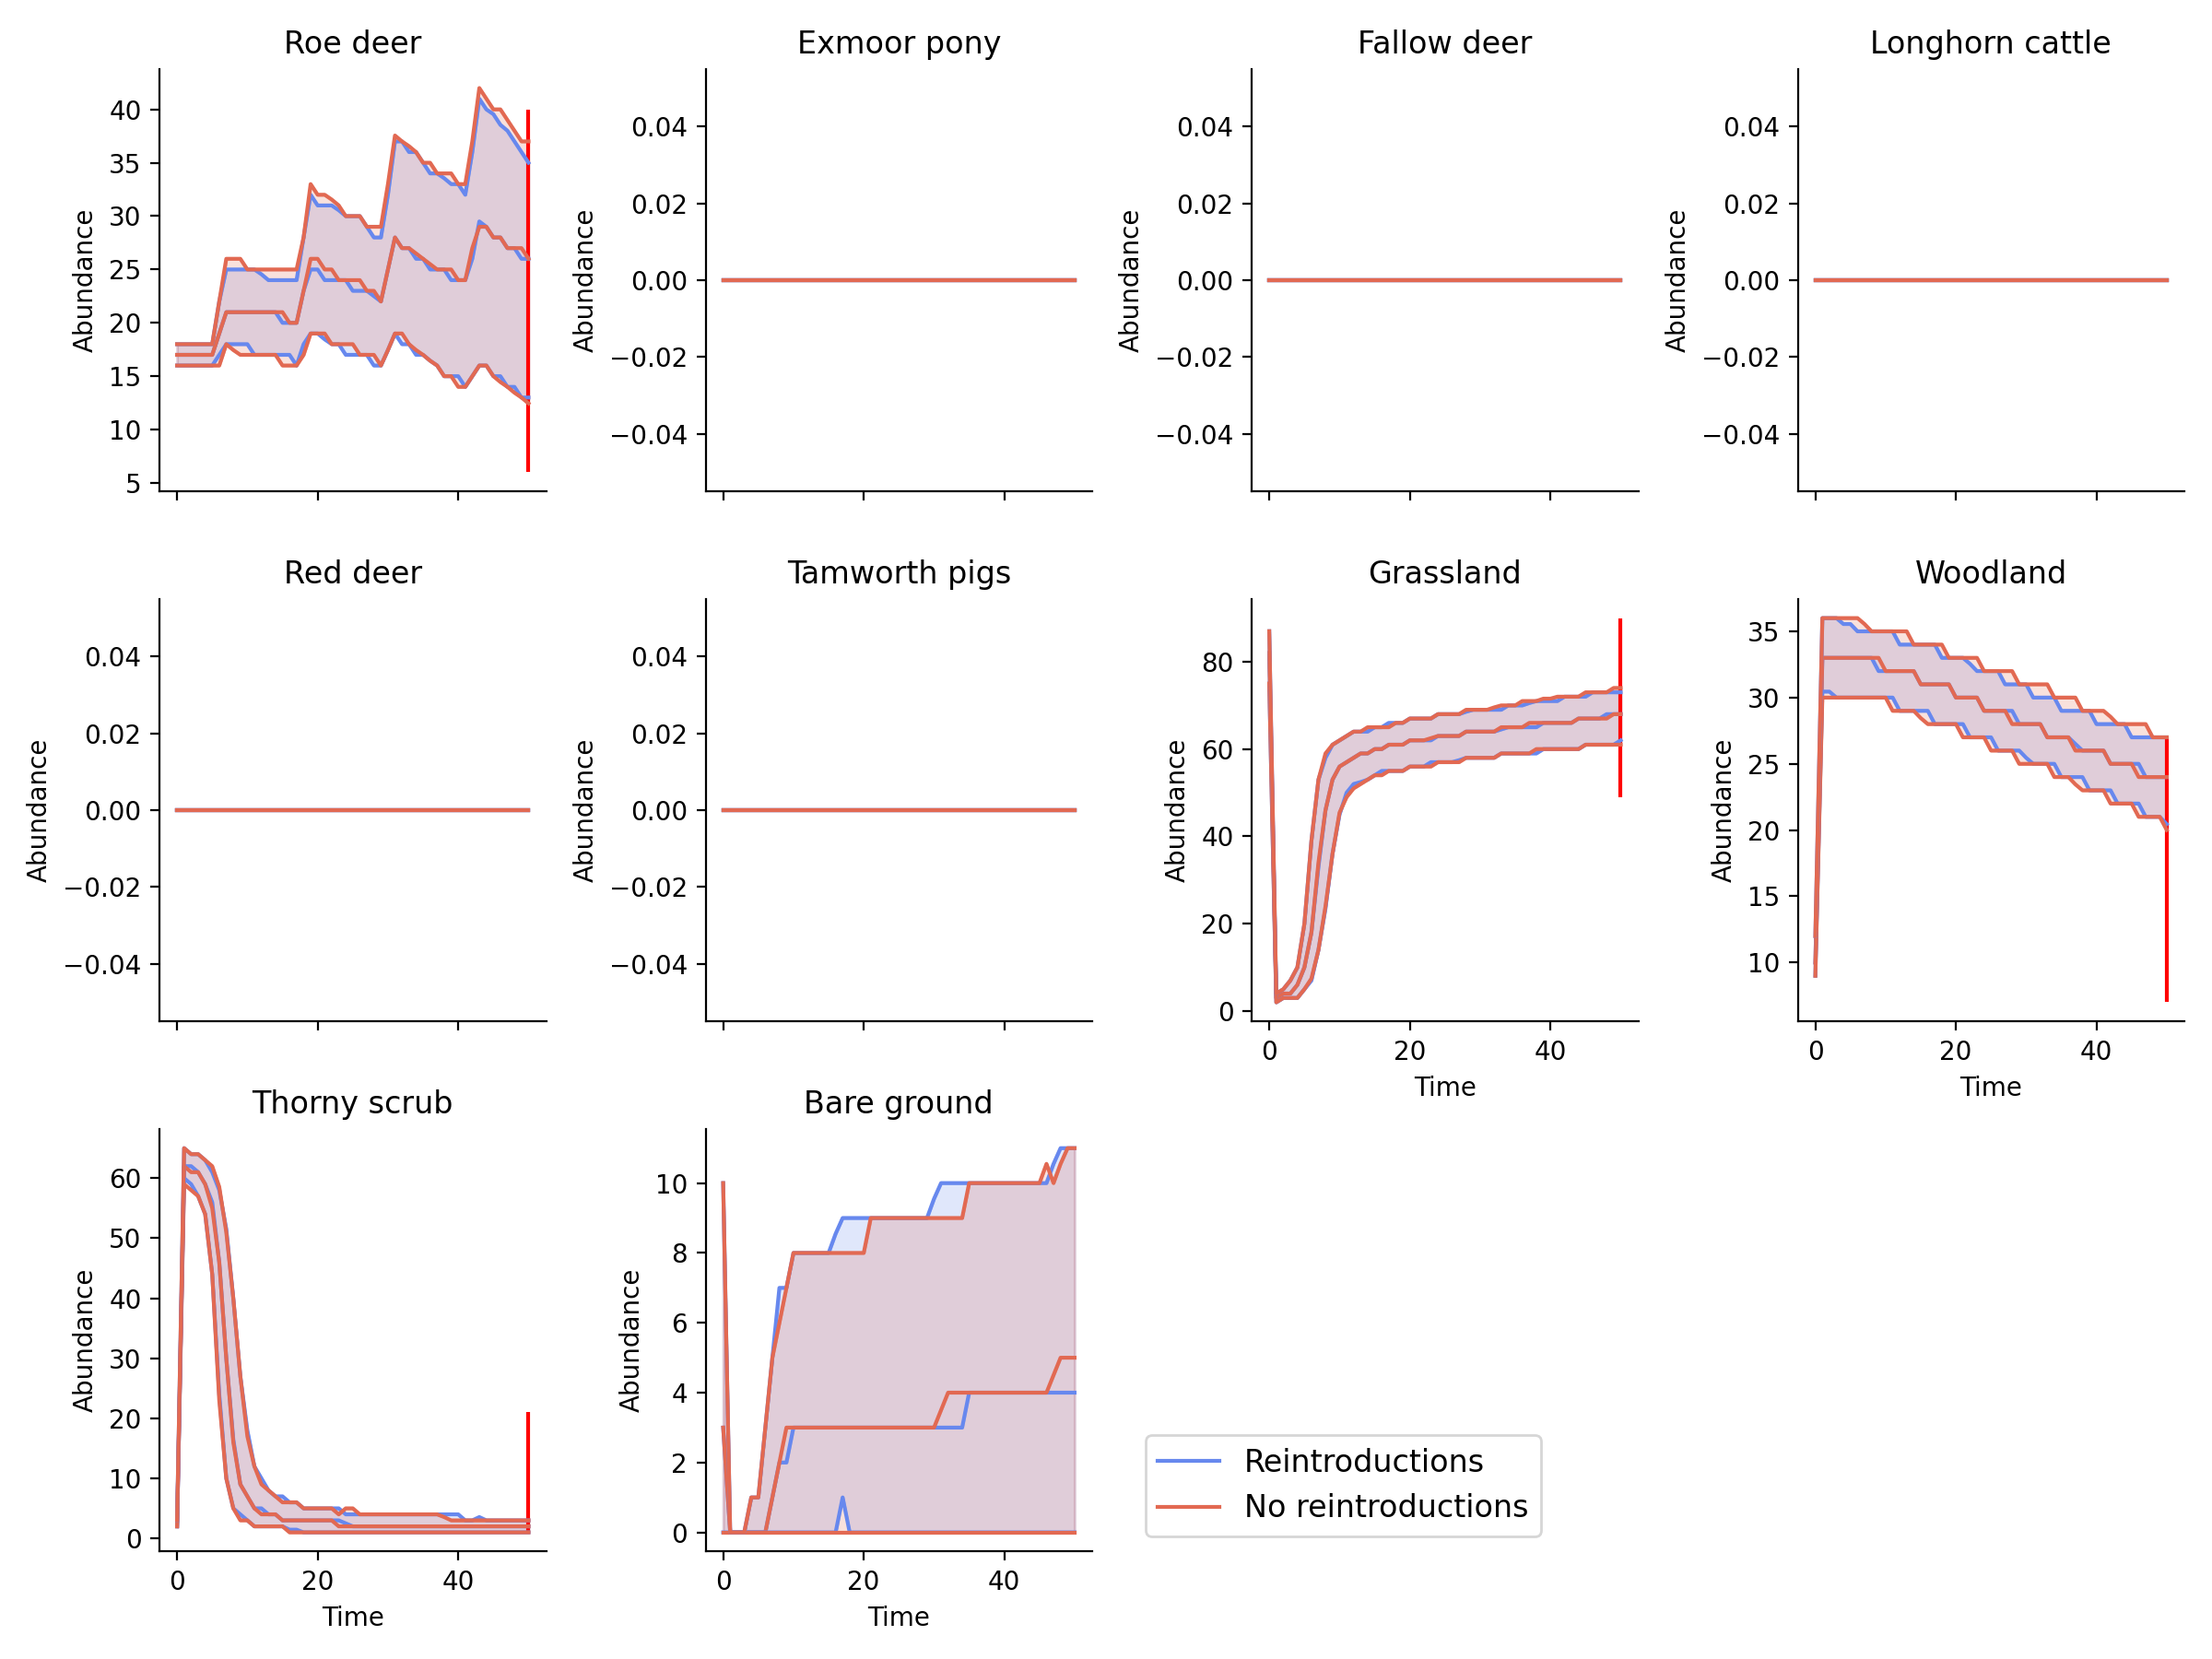 Roe deer
Exmoor pony
Fallow deer
Longhorn cattle
Abundance
40
35
30
25
20
15
10
5
Abundance
0.04
0.02
0.00
−0.02
−0.04
Abundance
0.04
0.02
0.00
−0.02
−0.04
Abundance
0.04
0.02
0.00
−0.02
−0.04
Red deer
Tamworth pigs
Grassland
Woodland
Abundance
0.04
0.02
0.00
−0.02
−0.04
Abundance
0.04
0.02
0.00
−0.02
−0.04
Abundance
80
60
40
20
0
0 20 40
Time
Abundance
35
30
25
20
15
10
0 20 40
Time
Thorny scrub
Bare ground
Abundance
60
50
40
30
20
10
0
0 20 40
Time
Abundance
10
8
6
4
2
0
0 20 40
Time
Reintroductions
No reintroductions